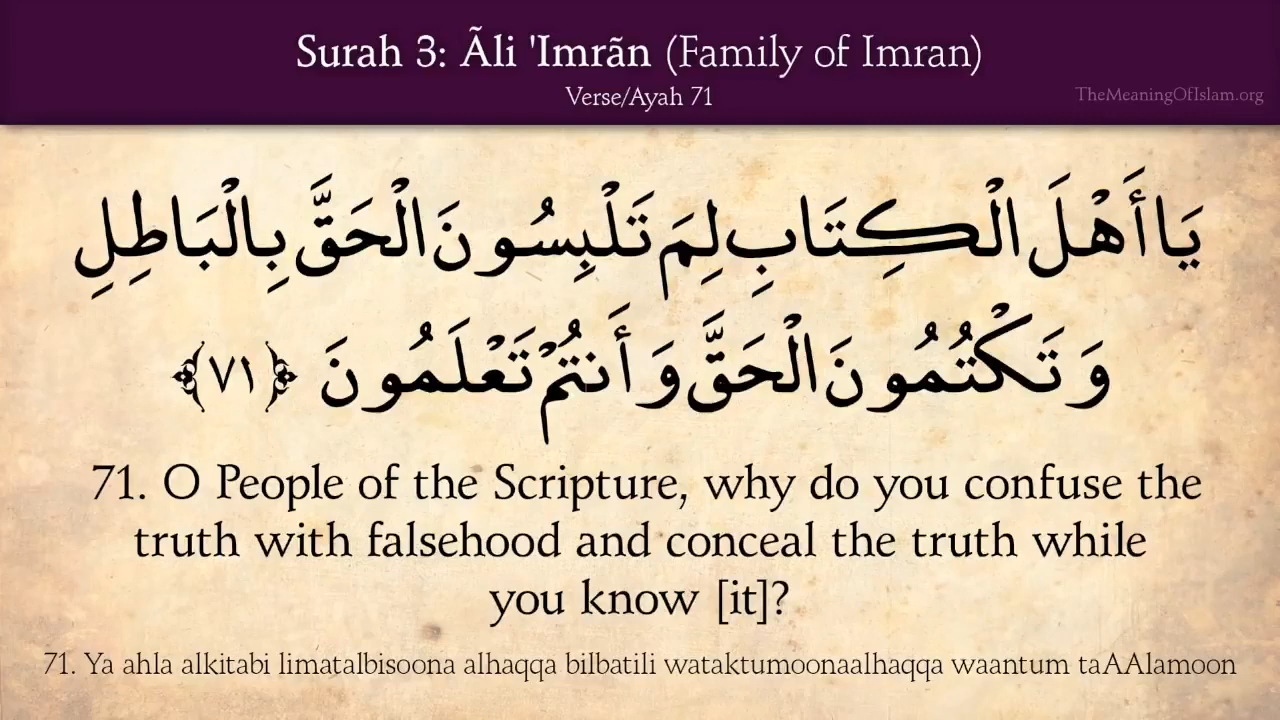 Surah 3: Ãli 'Imrãn (Family of Imran)
Verse/Ayah 71
TheMeaningOfIslam.org
يَا أَهْلَ الْكِتَابِ لِمَ تَلْبِسُونَ الْحَقَّ بِالْبَاطِلِ
وَتَكْتُمُونَ الْحَقَّ وَأَنتُمْ تَعْلَمُونَ ﴿٧١﴾
71. O People of the Scripture, why do you confuse the
truth with falsehood and conceal the truth while
you know [it]?
71. Ya ahla alkitabi limatalbisoona alhaqqa bilbatili wataktumoonaalhaqqa waantum taAAlamoon